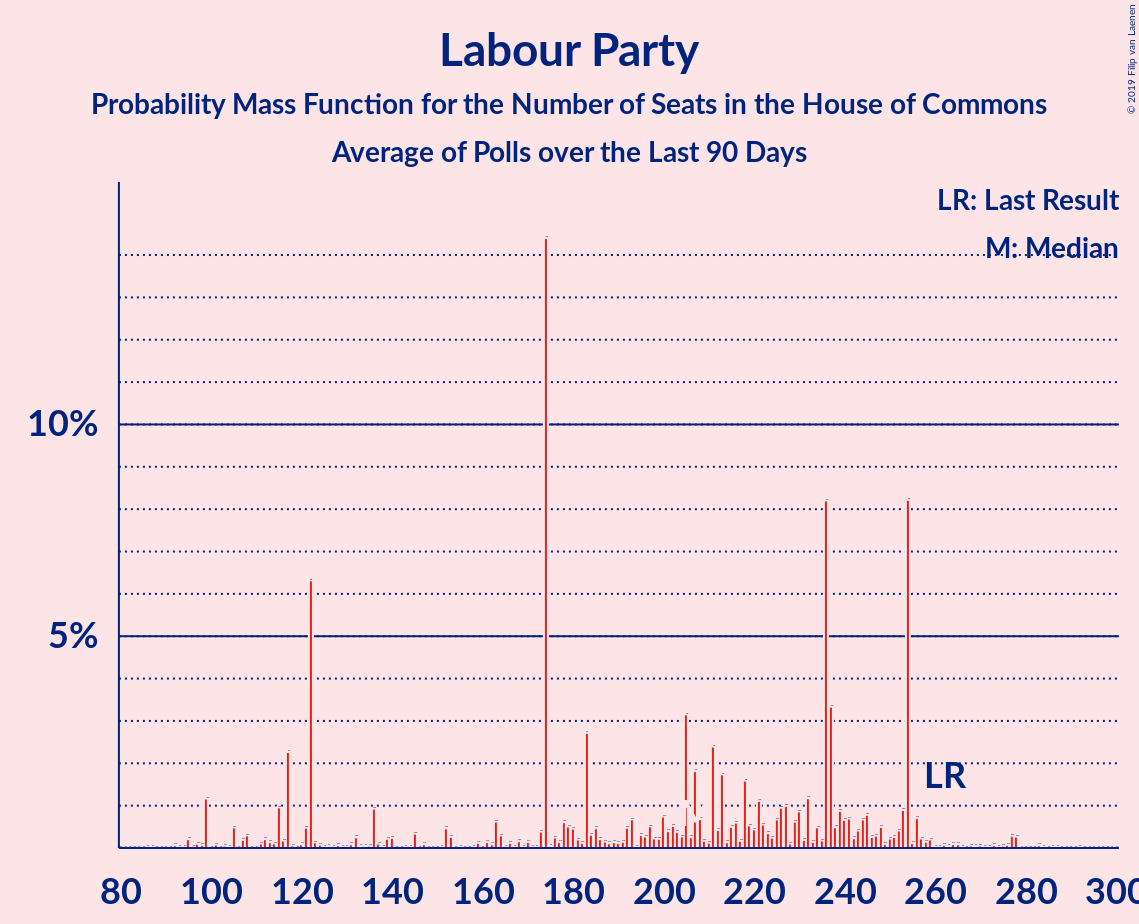 Labour Party
Probability Mass Function for the Number of Seats in the House of Commons
Average of Polls over the Last 90 Days
© 2019 Filip van Laenen
LR: Last Result
M: Median
10%
5%
LR
80 100 120 140 160 180 200 220 240 260 280 300